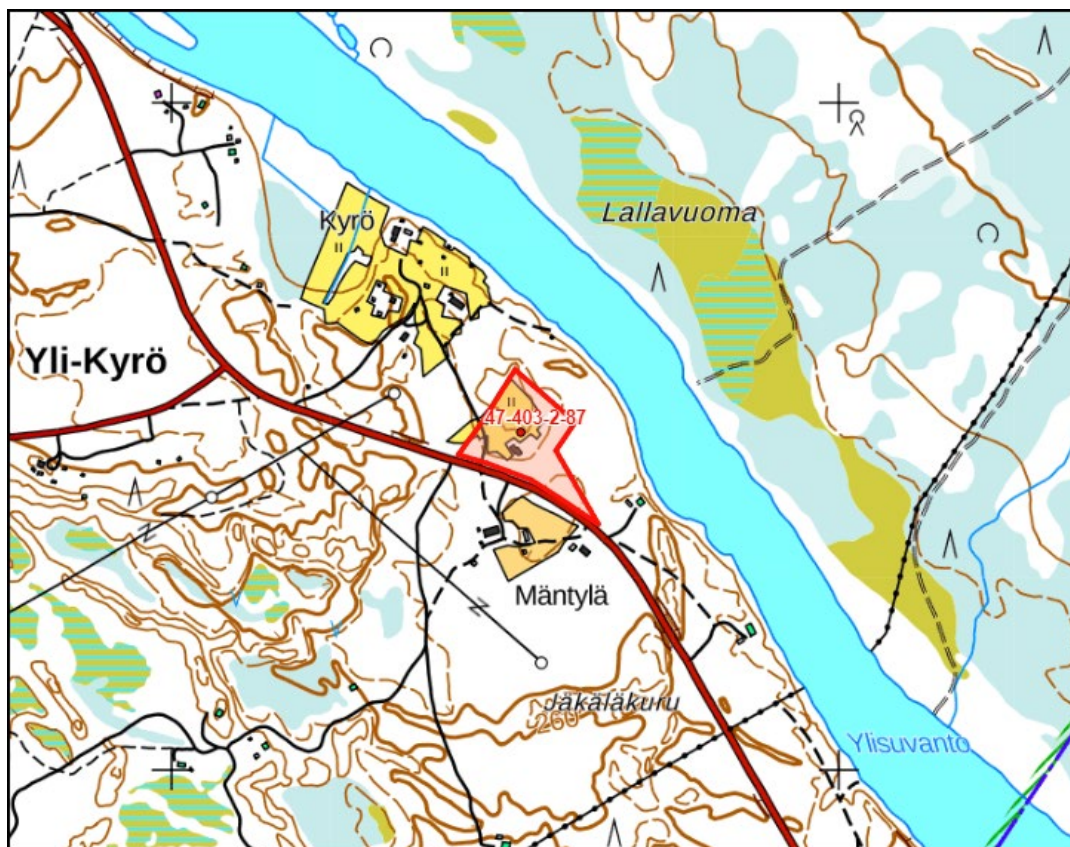 Lallavuoma
Kyrö
Yli-Kyrö
47-403-2-87
Mäntylä
Jäkäläkuru
260
Ylisuvanto